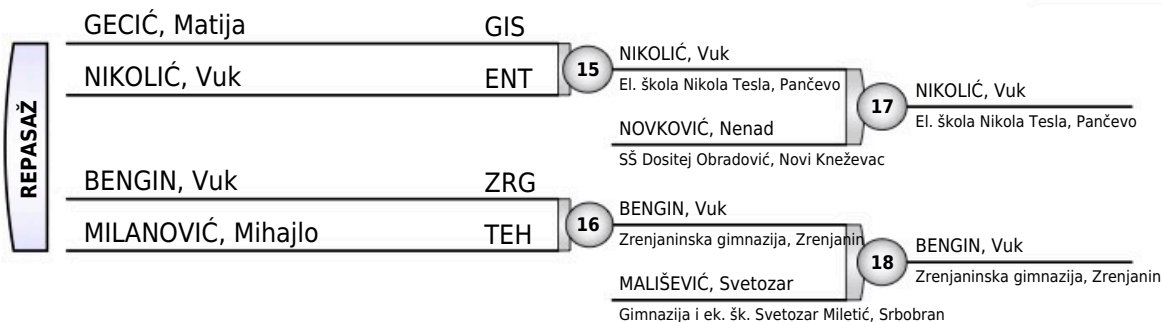 REPASAŽ
GECIĆ, Matija GIS
NIKOLIĆ, Vuk ENT
15
NIKOLIĆ, Vuk
El. škola Nikola Tesla, Pančevo
NOVKOVIĆ, Nenad
SŠ Dositej Obradović, Novi Kneževac
17
NIKOLIĆ, Vuk
El. škola Nikola Tesla, Pančevo
BENGIN, Vuk ZRG
MILANOVIĆ, Mihajlo TEH
16
BENGIN, Vuk
Zrenjaninska gimnazija, Zrenjanin
MALIŠEVIĆ, Svetozar
Gimnazija i ek. šk. Svetozar Miletić, Srbobran
18
BENGIN, Vuk
Zrenjaninska gimnazija, Zrenjanin